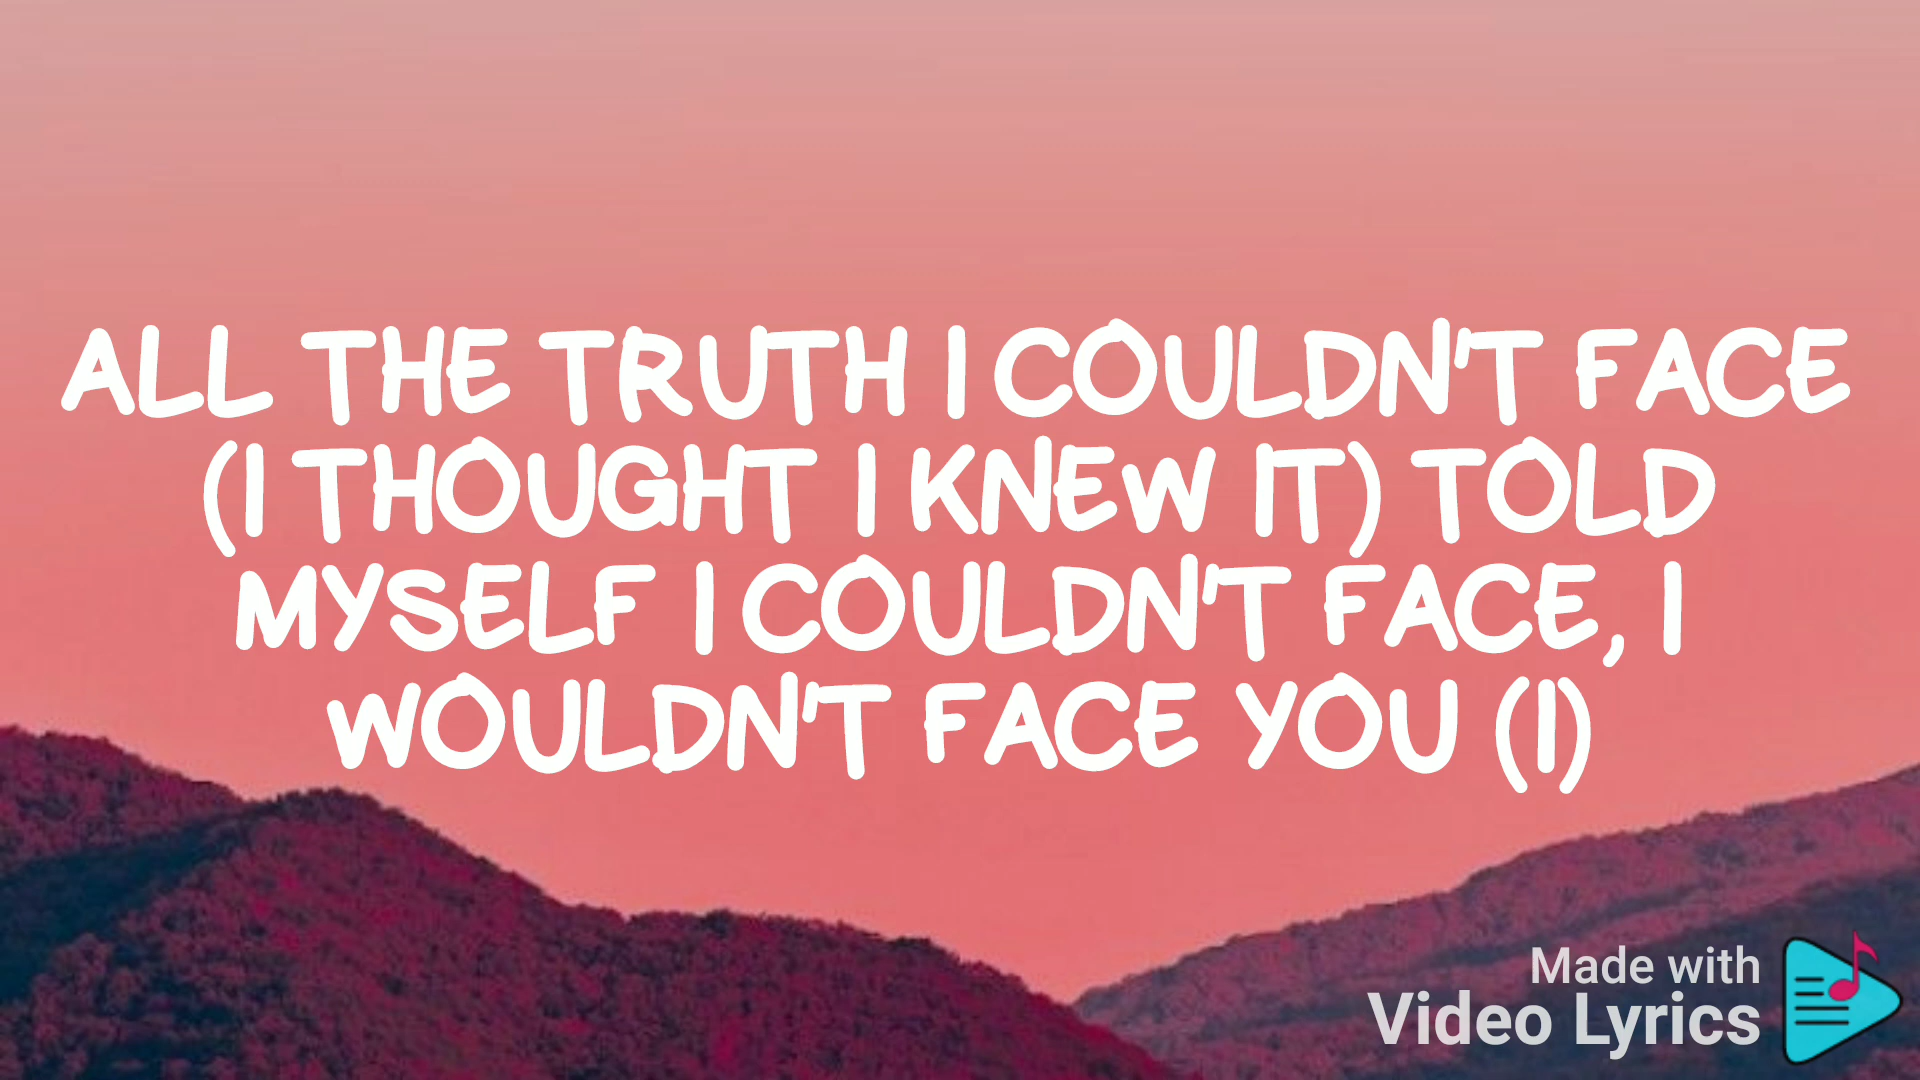 ALL THE TRUTH I COULDN'T FACE
(I THOUGHT I KNEW IT) TOLD
MYSELF I COULDN'T FACE, I
WOULDN'T FACE YOU (I)
Made with
Video Lyrics